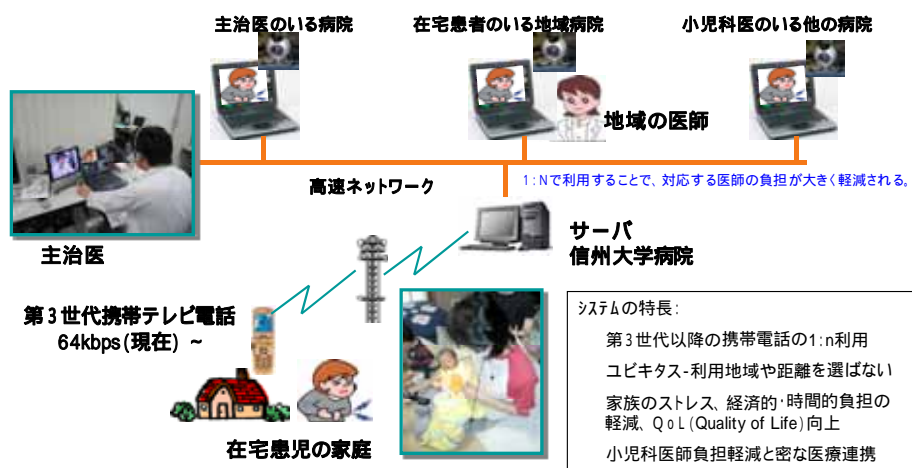 主治医のいる病院
在宅患者のいる地域病院
小児科医のいる他の病院
地域の医師
高速ネットワーク
1:Nで利用することで、対応する医師の負担が大きく軽減される。
主治医
サーバ
信州大学病院
第3世代携帯テレビ電話
64kbps(現在) ~
在宅患児の家庭
システムの特長:
第3世代以降の携帯電話の1:n利用
ユビキタス-利用地域や距離を選ばない
家族のストレス、経済的・時間的負担の
軽減、QoL(Quality of Life)向上
小児科医師負担軽減と密な医療連携